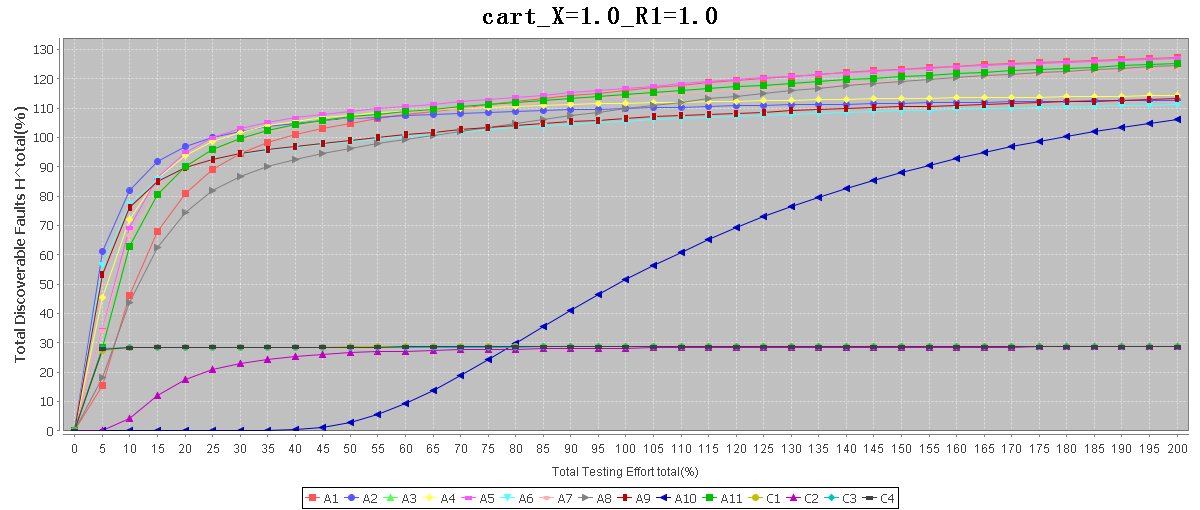 cart_X=1.0_R1=1.0
Total Discoverable Faults H^total(%)
130
120
110
100
90
80
70
60
50
40
30
20
10
0
0 5 10 15 20 25 30 35 40 45 50 55 60 65 70 75 80 85 90 95 100 105 110 115 120 125 130 135 140 145 150 155 160 165 170 175 180 185 190 195 200
Total Testing Effort total(%)
A1 A2 A3 A4 A5 A6 A7 A8 A9 A10 A11 C1 C2 C3 C4